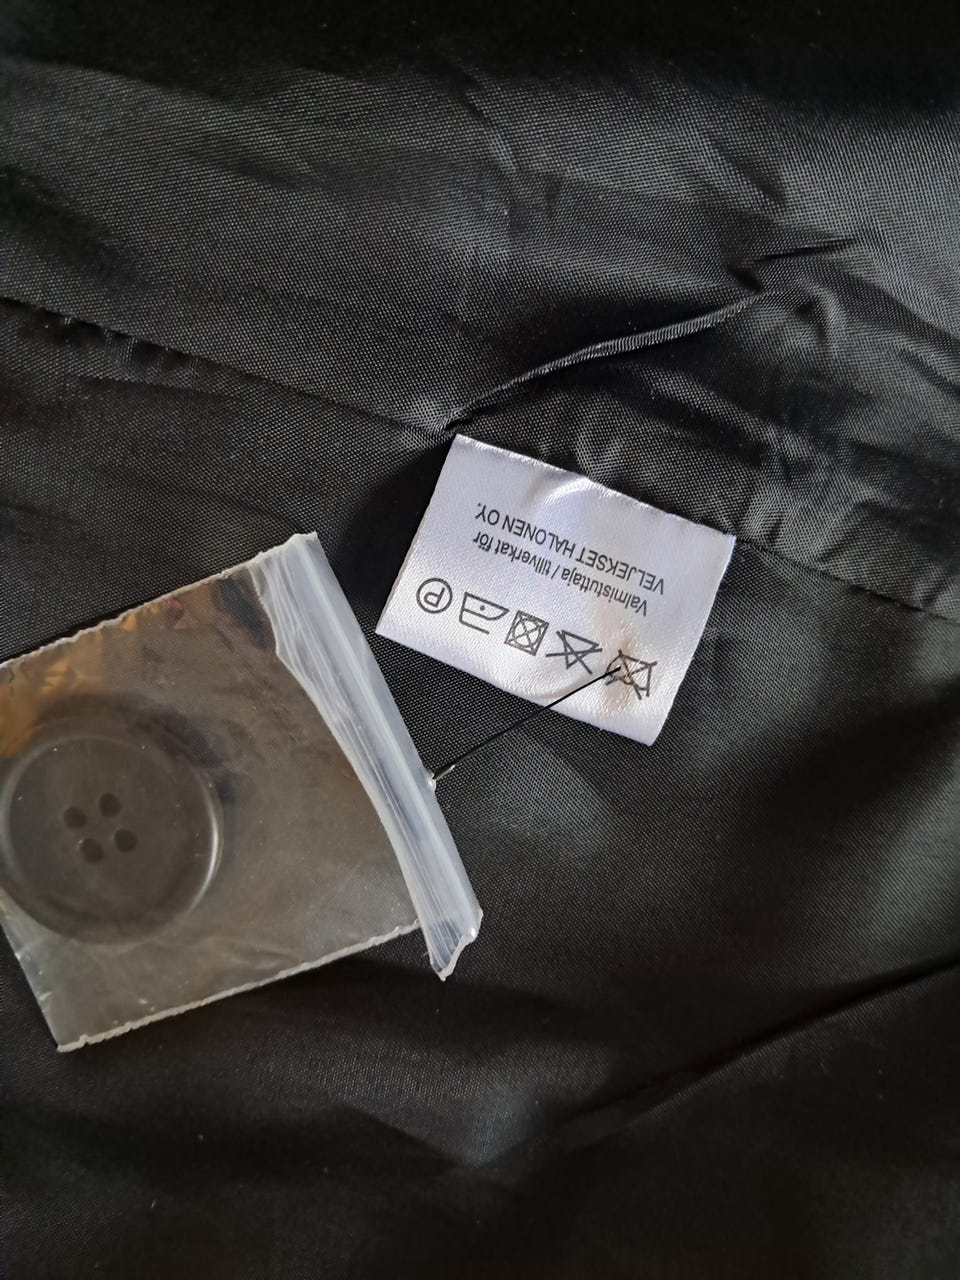 Valmistuttaja / tillverkat för
VELJEKSET HALONEN OY.
P